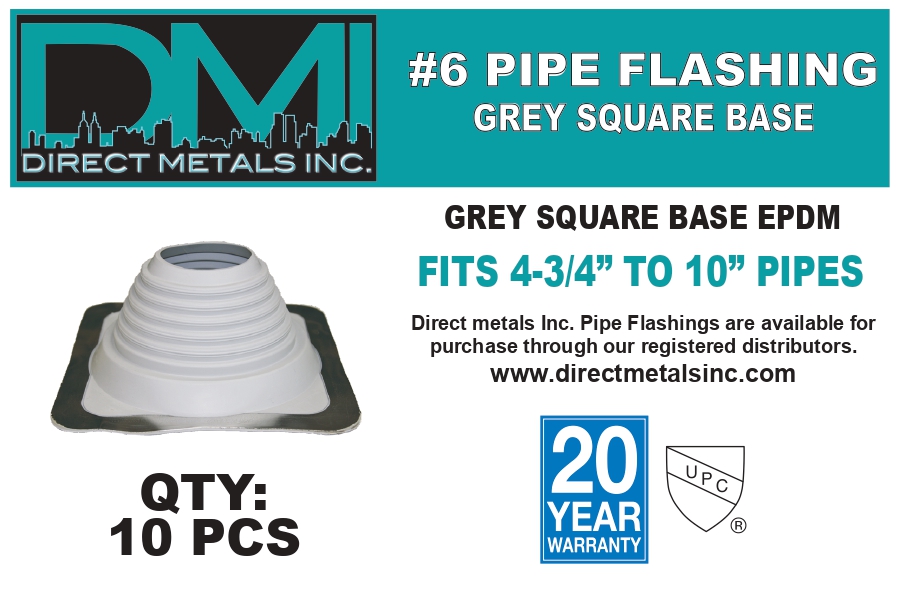 DMI
DIRECT METALS INC.
#6 PIPE FLASHING
GREY SQUARE BASE
GREY SQUARE BASE EPDM
FITS 4-3/4” TO 10” PIPES
Direct metals Inc. Pipe Flashings are available for
purchase through our registered distributors.
www.directmetalsinc.com
QTY:
10 PCS
20
YEAR
WARRANTY
UPC
®